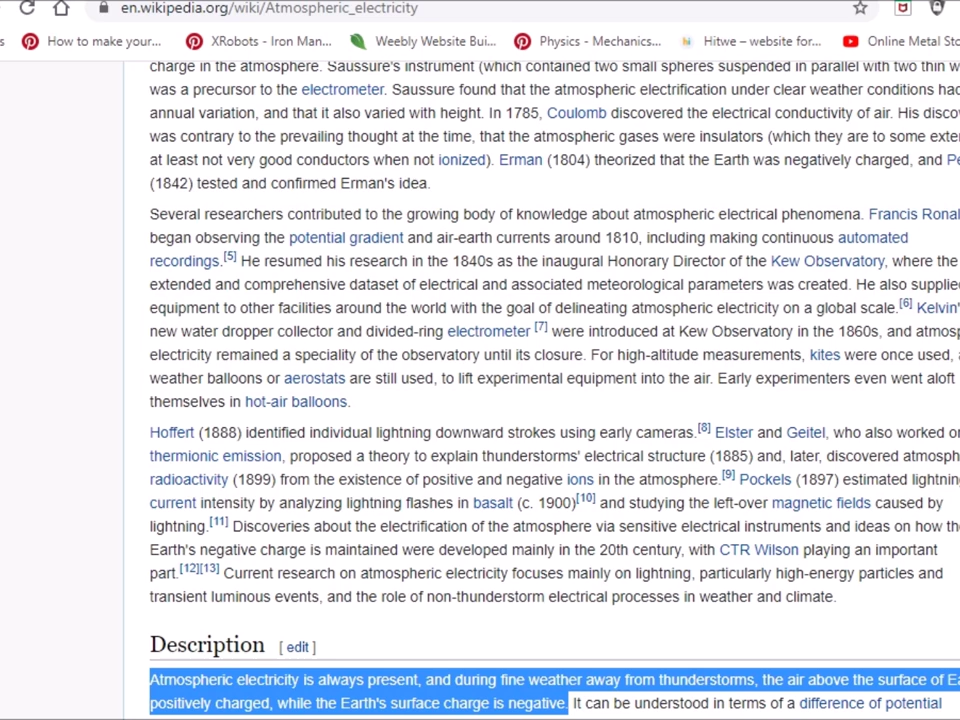 en.wikipedia.org/wiki/Atmospheric_electricity
s How to make your... XRobots - Iron Man... Weebly Website Bui... Physics - Mechanics... Hitwe – website for... Online Metal Sto
charge in the atmosphere. Saussure's instrument (which contained two small spheres suspended in parallel with two thin w
was a precursor to the electrometer. Saussure found that the atmospheric electrification under clear weather conditions had
annual variation, and that it also varied with height. In 1785, Coulomb discovered the electrical conductivity of air. His disco
was contrary to the prevailing thought at the time, that the atmospheric gases were insulators (which they are to some exte
at least not very good conductors when not ionized). Erman (1804) theorized that the Earth was negatively charged, and Pe
(1842) tested and confirmed Erman's idea.
Several researchers contributed to the growing body of knowledge about atmospheric electrical phenomena. Francis Ronal
began observing the potential gradient and air-earth currents around 1810, including making continuous automated
recordings.[5] He resumed his research in the 1840s as the inaugural Honorary Director of the Kew Observatory, where the
extended and comprehensive dataset of electrical and associated meteorological parameters was created. He also supplie
equipment to other facilities around the world with the goal of delineating atmospheric electricity on a global scale.[6] Kelvin'
new water dropper collector and divided-ring electrometer [7] were introduced at Kew Observatory in the 1860s, and atmosp
electricity remained a speciality of the observatory until its closure. For high-altitude measurements, kites were once used, a
weather balloons or aerostats are still used, to lift experimental equipment into the air. Early experimenters even went aloft
themselves in hot-air balloons.
Hoffert (1888) identified individual lightning downward strokes using early cameras.[8] Elster and Geitel, who also worked on
thermionic emission, proposed a theory to explain thunderstorms' electrical structure (1885) and, later, discovered atmosph
radioactivity (1899) from the existence of positive and negative ions in the atmosphere.[9] Pockels (1897) estimated lightnin
current intensity by analyzing lightning flashes in basalt (c. 1900)[10] and studying the left-over magnetic fields caused by
lightning.[11] Discoveries about the electrification of the atmosphere via sensitive electrical instruments and ideas on how the
Earth's negative charge is maintained were developed mainly in the 20th century, with CTR Wilson playing an important
part.[12][13] Current research on atmospheric electricity focuses mainly on lightning, particularly high-energy particles and
transient luminous events, and the role of non-thunderstorm electrical processes in weather and climate.
Description [ edit ]
Atmospheric electricity is always present, and during fine weather away from thunderstorms, the air above the surface of Ea
positively charged, while the Earth's surface charge is negative. It can be understood in terms of a difference of potential